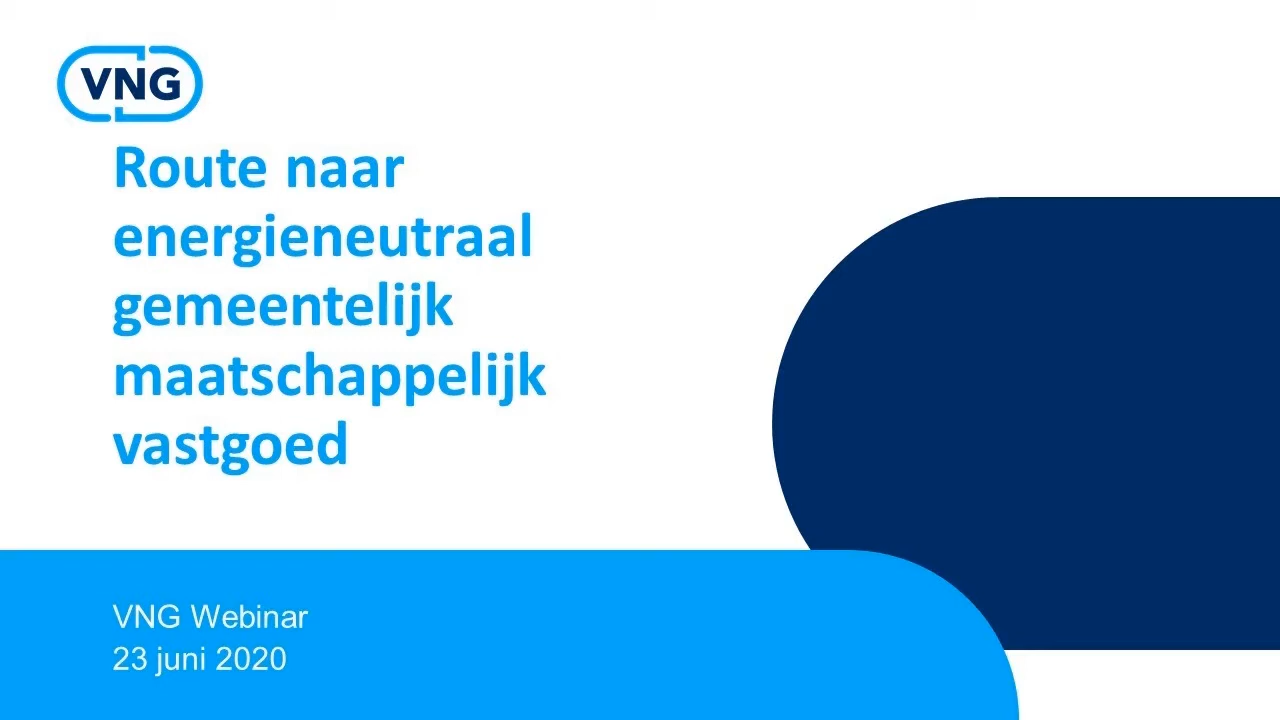 VNG
Route naar
energieneutraal
gemeentelijk
maatschappelijk
vastgoed
VNG Webinar
23 juni 2020